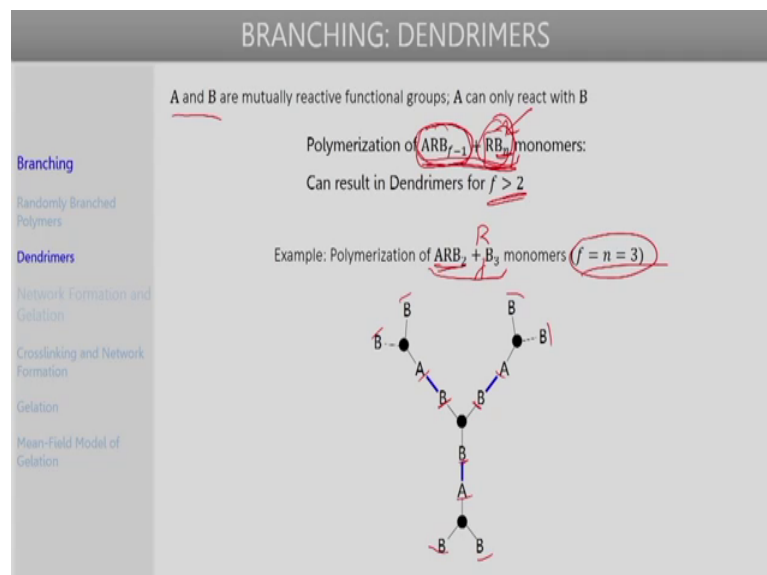 BRANCHING: DENDRIMERS
A and B are mutually reactive functional groups; A can only react with B
Polymerization of ARB_{f−1} + RB_n monomers:
Can result in Dendrimers for f > 2
R
Example: Polymerization of ARB₂ + B₃ monomers (f = n = 3)
Branching
Randomly Branched
Polymers
Dendrimers
Network Formation and
Gelation
Crosslinking and Network
Formation
Gelation
Mean-Field Model of
Gelation
B B
B B
A A
B B
B
A
B B